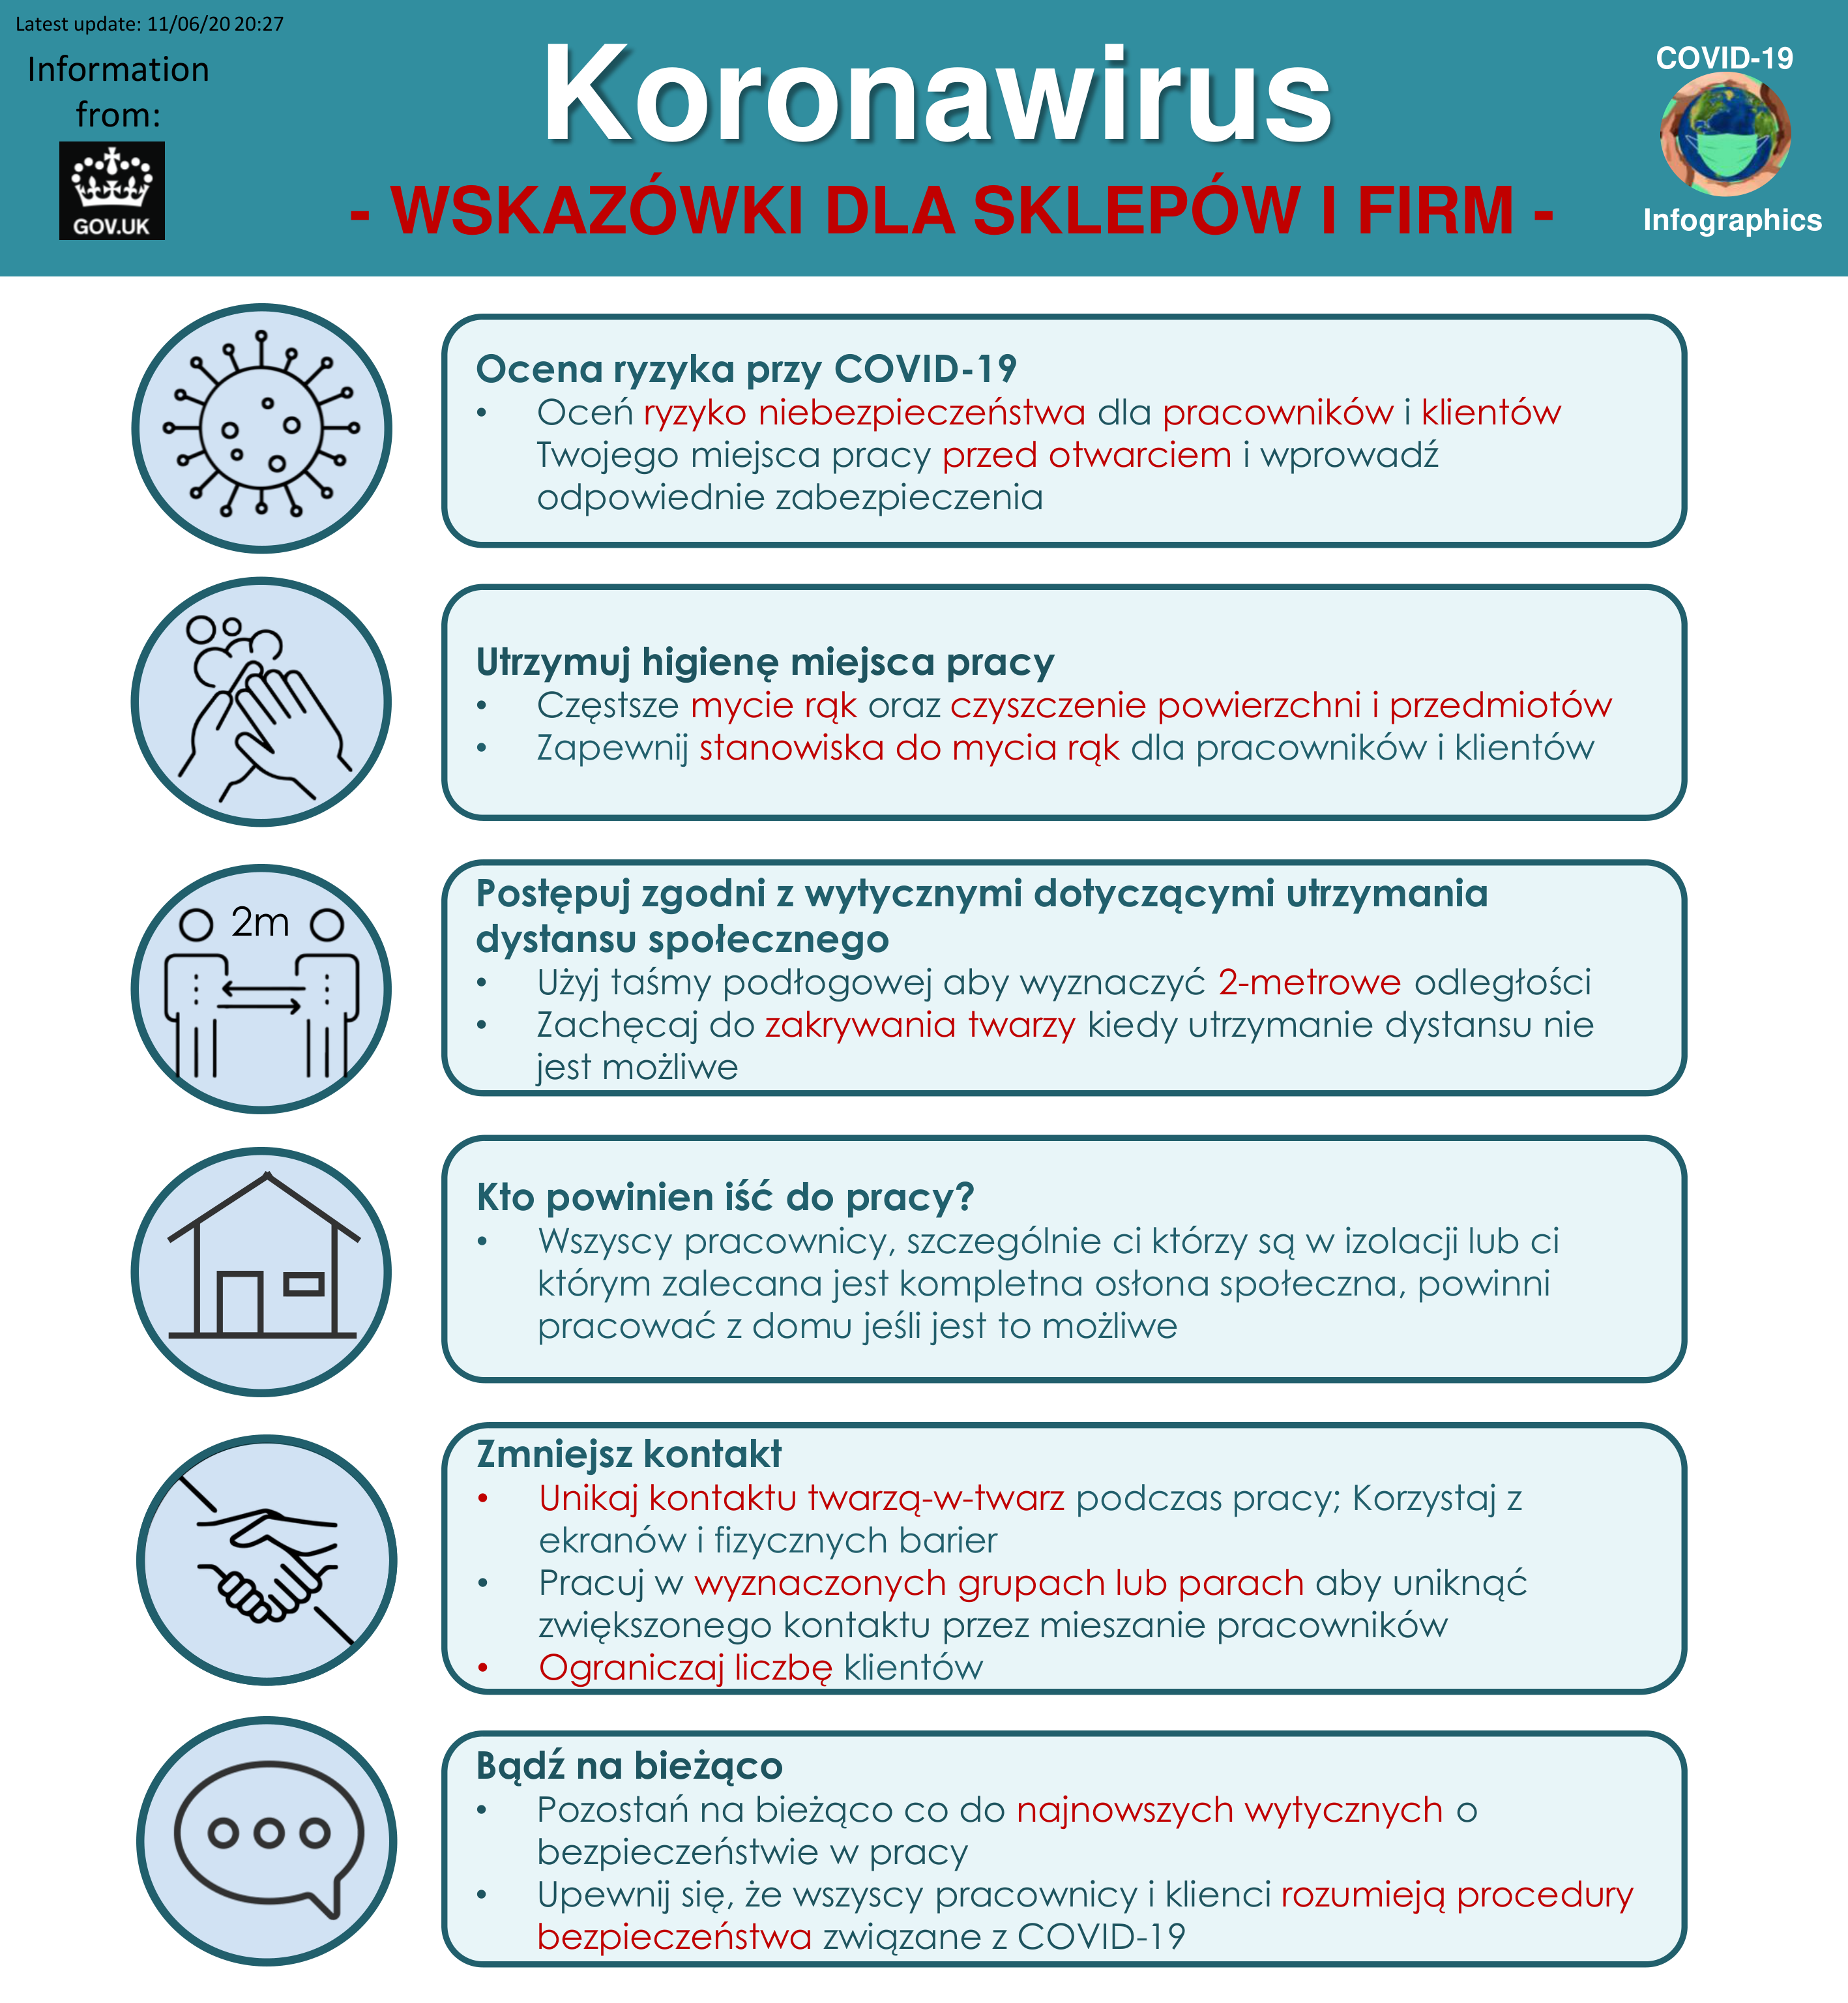 Latest update: 11/06/20 20:27
Information
from:
GOV.UK
Koronawirus
- WSKAZÓWKI DLA SKLEPÓW I FIRM -
COVID-19
Infographics
Ocena ryzyka przy COVID-19
• Oceń ryzyko niebezpieczeństwa dla pracowników i klientów
Twojego miejsca pracy przed otwarciem i wprowadź
odpowiednie zabezpieczenia
Utrzymuj higienę miejsca pracy
• Częstsze mycie rąk oraz czyszczenie powierzchni i przedmiotów
• Zapewnij stanowiska do mycia rąk dla pracowników i klientów
2m
Postępuj zgodni z wytycznymi dotyczącymi utrzymania
dystansu społecznego
• Użyj taśmy podłogowej aby wyznaczyć 2-metrowe odległości
• Zachęcaj do zakrywania twarzy kiedy utrzymanie dystansu nie
jest możliwe
Kto powinien iść do pracy?
• Wszyscy pracownicy, szczególnie ci którzy są w izolacji lub ci
którym zalecana jest kompletna osłona społeczna, powinni
pracować z domu jeśli jest to możliwe
Zmniejsz kontakt
• Unikaj kontaktu twarzą-w-twarz podczas pracy; Korzystaj z
ekranów i fizycznych barier
• Pracuj w wyznaczonych grupach lub parach aby uniknąć
zwiększonego kontaktu przez mieszanie pracowników
• Ograniczaj liczbę klientów
Bądź na bieżąco
• Pozostań na bieżąco co do najnowszych wytycznych o
bezpieczeństwie w pracy
• Upewnij się, że wszyscy pracownicy i klienci rozumieją procedury
bezpieczeństwa związane z COVID-19